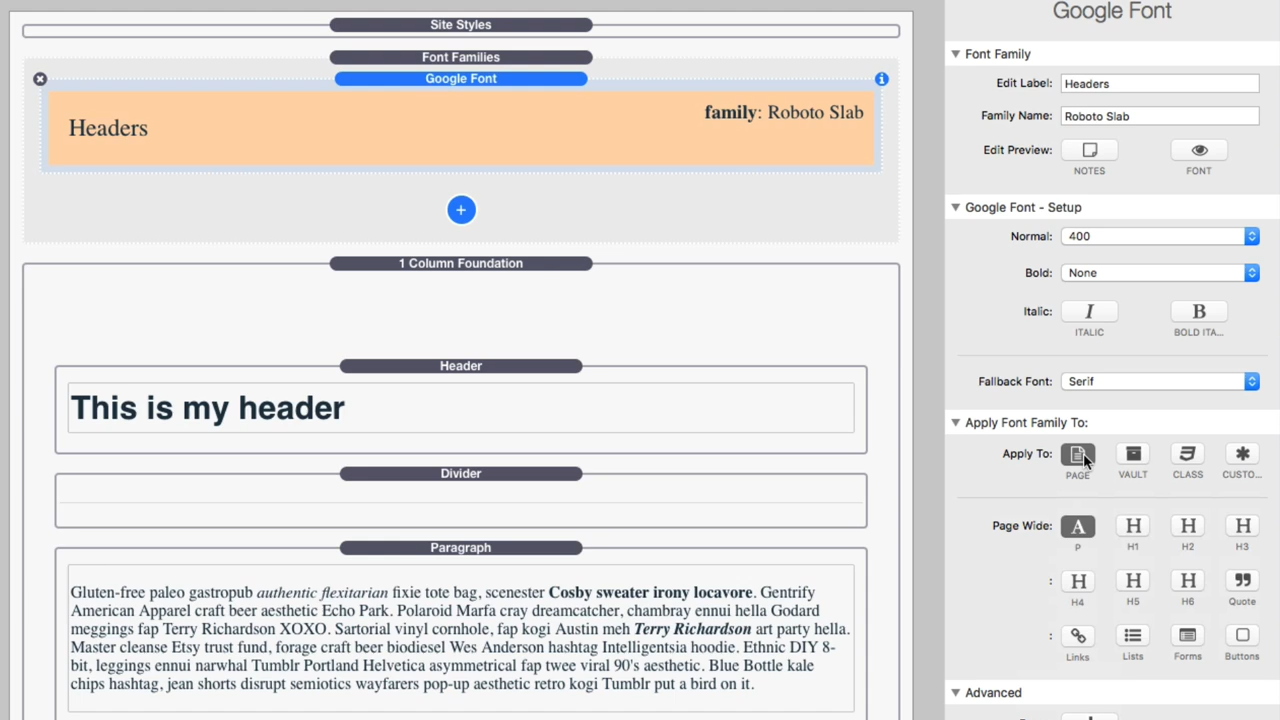 Site Styles
Font Families
Google Font
Headers
family: Roboto Slab
1 Column Foundation
Header
This is my header
Divider
Paragraph
Gluten-free paleo gastropub authentic flexitarian fixie tote bag, scenester Cosby sweater irony locavore. Gentrify
American Apparel craft beer aesthetic Echo Park. Polaroid Marfa cray dreamcatcher, chambray ennui hella Godard
meggings fap Terry Richardson XOXO. Sartorial vinyl cornhole, fap kogi Austin meh Terry Richardson art party hella.
Master cleanse Etsy trust fund, forage craft beer biodiesel Wes Anderson hashtag Intelligentsia hoodie. Ethnic DIY 8-
bit, leggings ennui narwhal Tumblr Portland Helvetica asymmetrical fap twee viral 90's aesthetic. Blue Bottle kale
chips hashtag, jean shorts disrupt semiotics wayfarers pop-up aesthetic retro kogi Tumblr put a bird on it.
Google Font
Font Family
Edit Label: Headers
Family Name: Roboto Slab
Edit Preview:
NOTES FONT
Google Font - Setup
Normal: 400
Bold: None
Italic: I B
ITALIC BOLD ITA...
Fallback Font: Serif
Apply Font Family To:
Apply To:
PAGE VAULT CLASS CUSTO...
Page Wide: A H H H
P H1 H2 H3
: H H H
H4 H5 H6 Quote
:
Links Lists Forms Buttons
Advanced